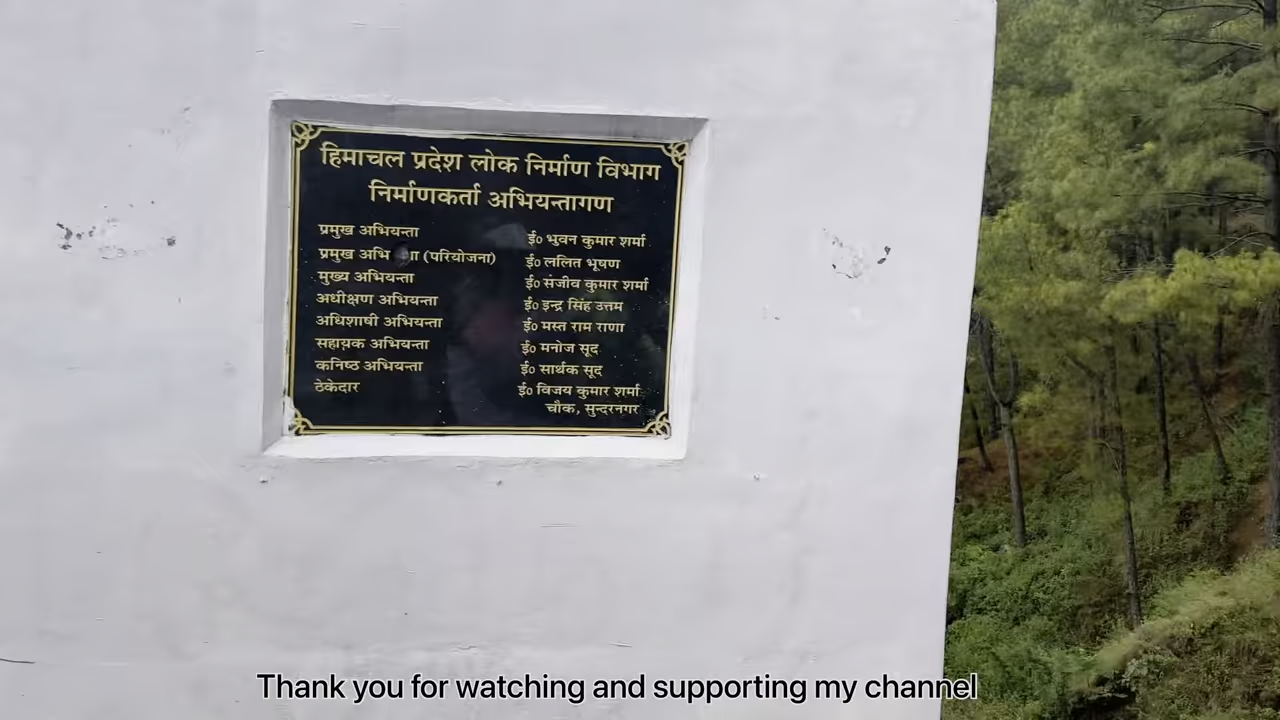 हिमाचल प्रदेश लोक निर्माण विभाग
निर्माणकर्ता अभियन्तागण
प्रमुख अभियन्ता ई० भुवन कुमार शर्मा
प्रमुख (परियोजना) ई० ललित भूषण
मुख्य अभियन्ता ई० संजीव कुमार शर्मा
अधीक्षण अभियन्ता ई० इन्द्र सिंह उत्तम
अधिशाषी अभियन्ता ई० मस्त राम राणा
सहायक अभियन्ता ई० मनोज सूद
कनिष्ठ अभियन्ता ई० सार्थक सूद
ठेकेदार ई० विजय कुमार शर्मा
चौक, सुन्दरनगर
Thank you for watching and supporting my channel